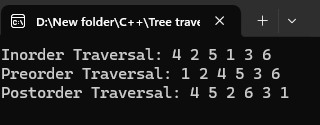 D:\New folder\C++\Tree trave
Inorder Traversal: 4 2 5 1 3 6
Preorder Traversal: 1 2 4 5 3 6
Postorder Traversal: 4 5 2 6 3 1